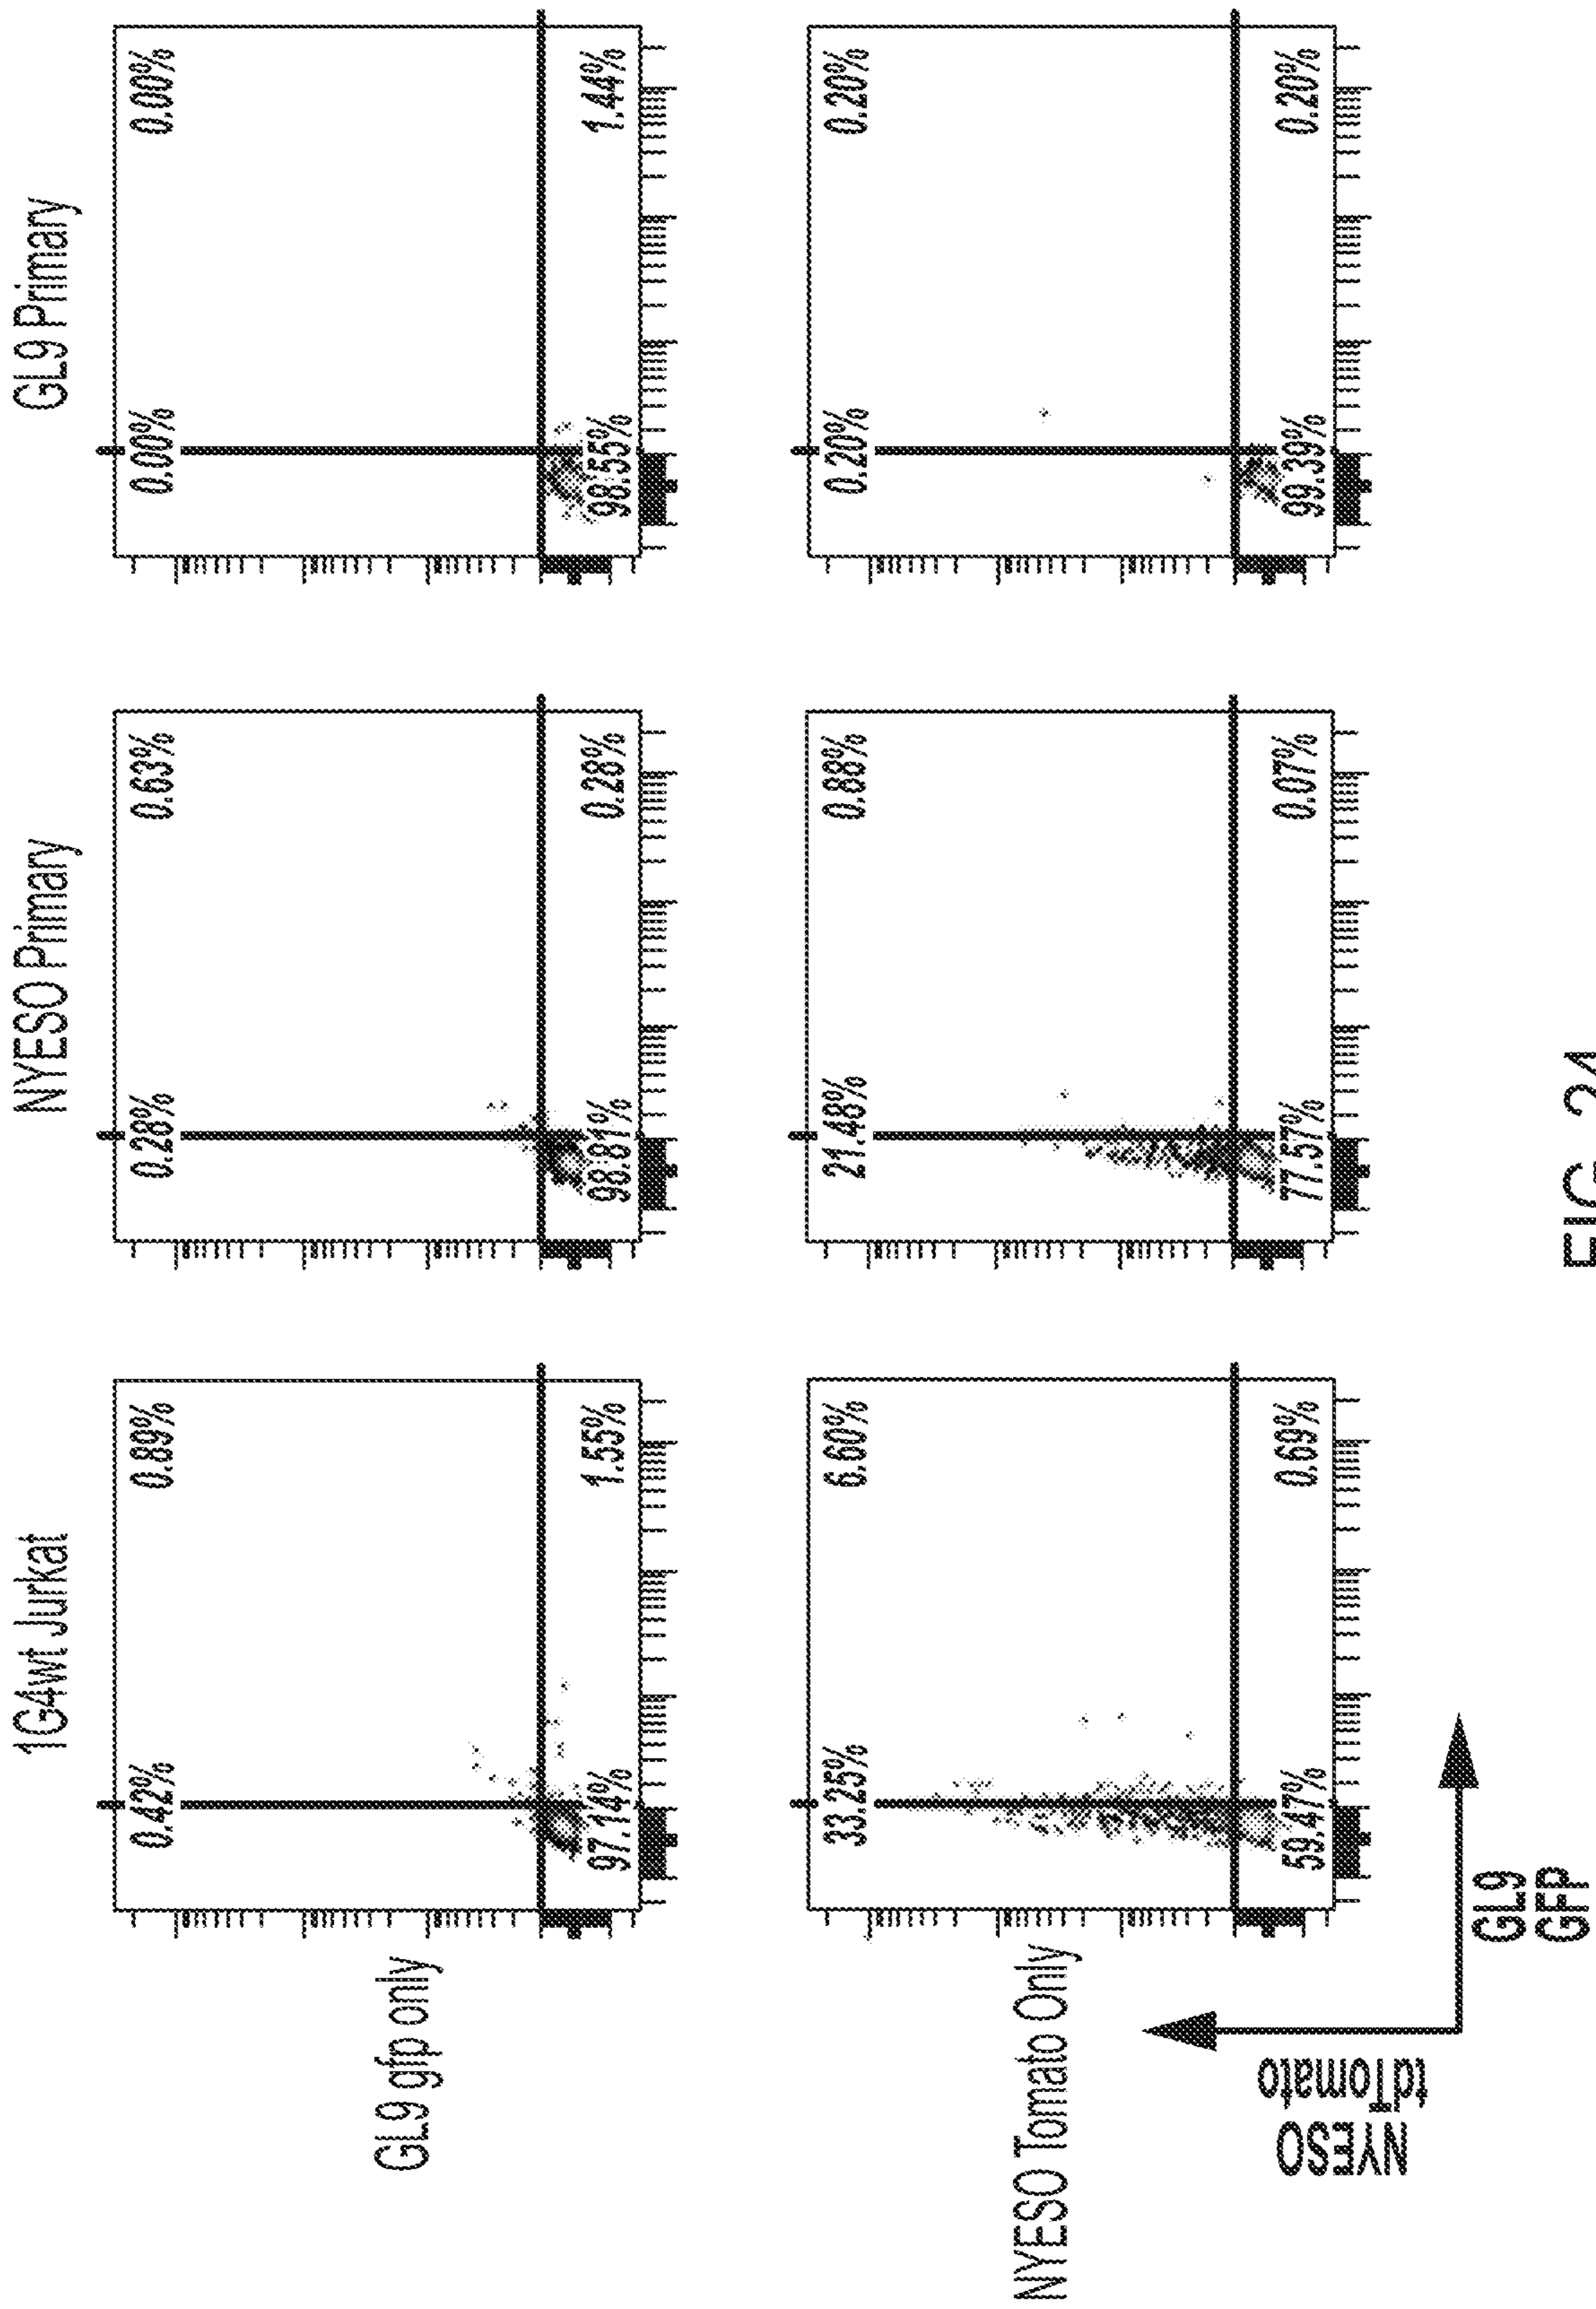 1G4wt Jurkat
NYESO Primary
GL9 Primary
GL9 gfp only
0.42%
0.89%
97.14%
1.55%
0.28%
0.63%
98.81%
0.28%
0.00%
0.00%
98.55%
1.44%
NYESO Tomato Only
33.25%
6.60%
59.47%
0.69%
21.48%
0.88%
77.57%
0.07%
0.20%
0.20%
99.39%
0.20%
NYESO
tdTomato
GL9
GFP